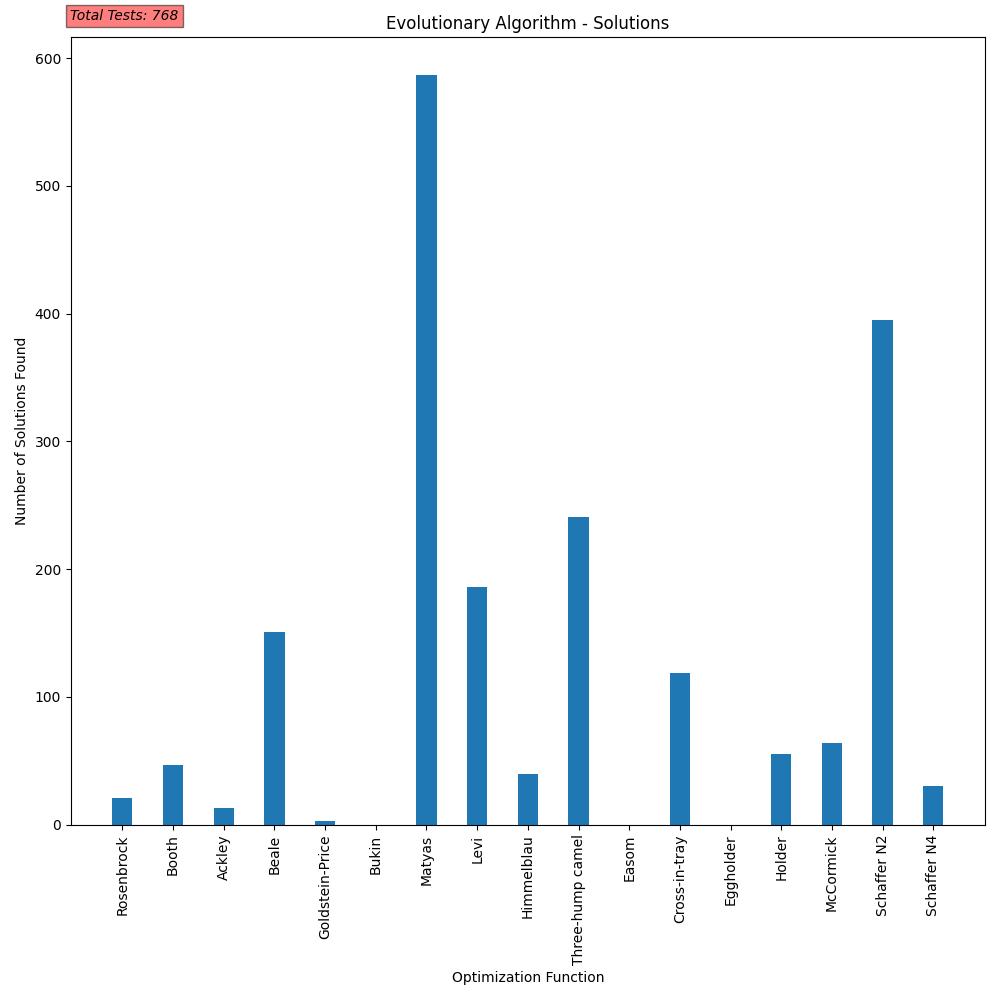 Total Tests: 768
Evolutionary Algorithm - Solutions
Number of Solutions Found
600
500
400
300
200
100
0
Rosenbrock
Booth
Ackley
Beale
Goldstein-Price
Bukin
Matyas
Levi
Himmelblau
Three-hump camel
Easom
Cross-in-tray
Eggholder
Holder
McCormick
Schaffer N2
Schaffer N4
Optimization Function